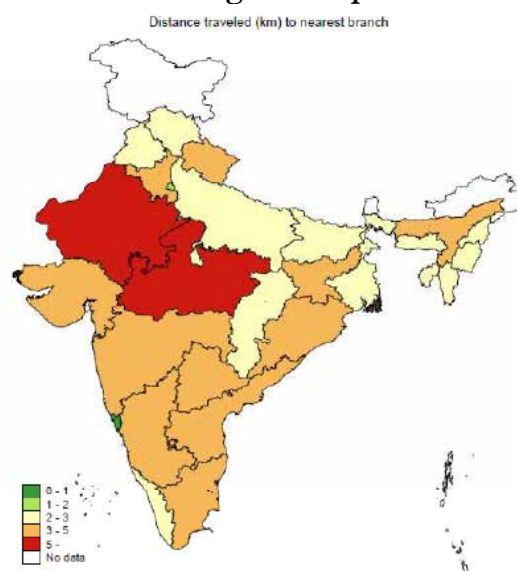 Distance traveled (km) to nearest branch
0 - 1
1 - 2
2 - 3
3 - 5
5 -
No data